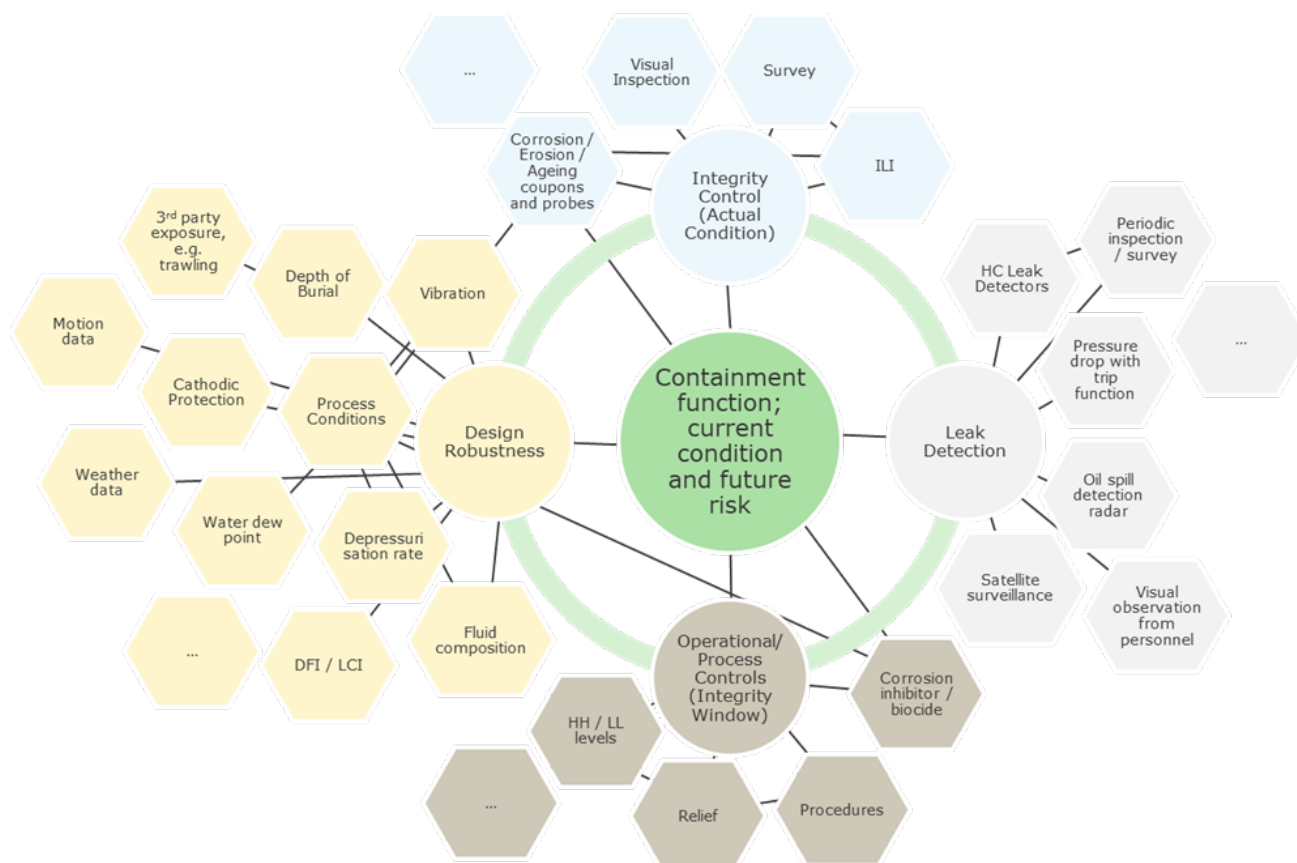 ...
Visual
Inspection
Survey
Corrosion /
Erosion /
Ageing
coupons
and probes
Integrity
Control
(Actual
Condition)
ILI
3rd party
exposure,
e.g.
trawling
Depth of
Burial
Vibration
HC Leak
Detectors
Periodic
inspection
/ survey
Motion
data
Cathodic
Protection
Process
Conditions
Design
Robustness
Containment
function;
current
condition
and future
risk
Leak
Detection
Pressure
drop with
trip
function
...
Weather
data
Water dew
point
Depressuri
sation rate
Oil spill
detection
radar
Satellite
surveillance
Visual
observation
from
personnel
...
DFI / LCI
Fluid
composition
Operational/
Process
Controls
(Integrity
Window)
Corrosion
inhibitor /
biocide
HH / LL
levels
...
Relief
Procedures